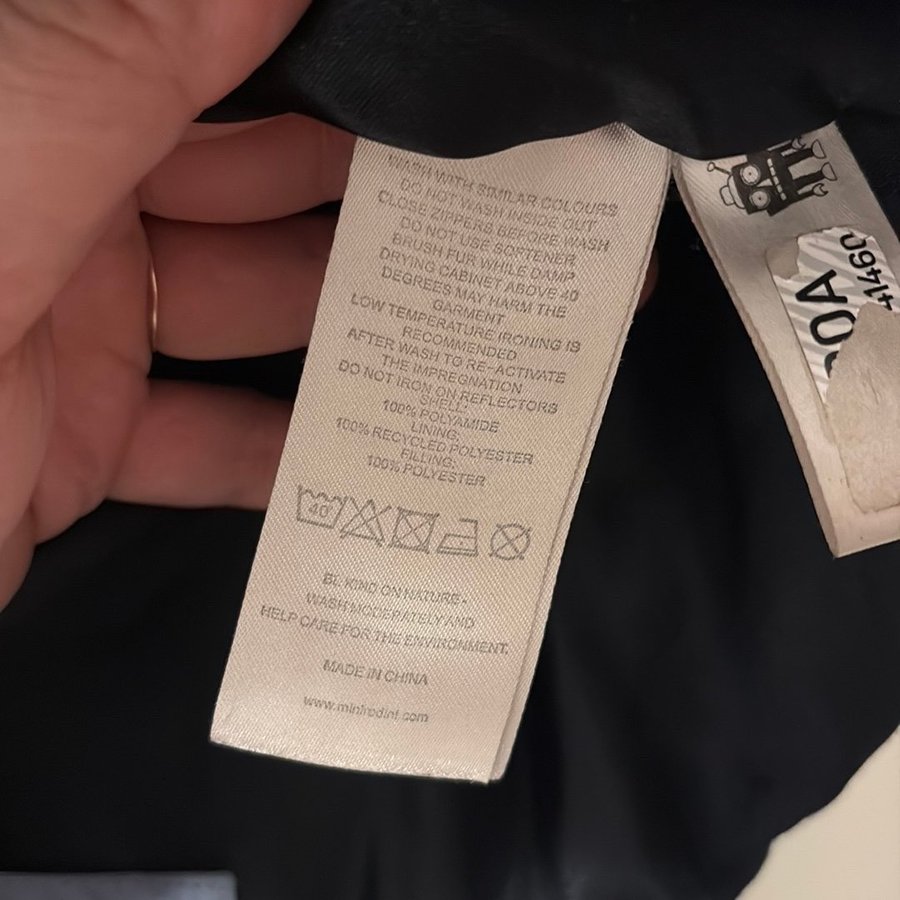 WASH WITH SIMILAR COLOURS
DO NOT WASH INSIDE OUT
CLOSE ZIPPERS BEFORE WASH
DO NOT USE SOFTENER
BRUSH FUR WHILE DAMP
DRYING CABINET ABOVE 40
DEGREES MAY HARM THE
GARMENT
LOW TEMPERATURE IRONING IS
RECOMMENDED
AFTER WASH TO RE-ACTIVATE
THE IMPREGNATION
DO NOT IRON ON REFLECTORS
SHELL:
100% POLYAMIDE
LINING:
100% RECYCLED POLYESTER
FILLING:
100% POLYESTER
40°
BE KIND ON NATURE-
WASH MODERATELY AND
HELP CARE FOR THE ENVIRONMENT.
MADE IN CHINA
www.minirodini.com
41460